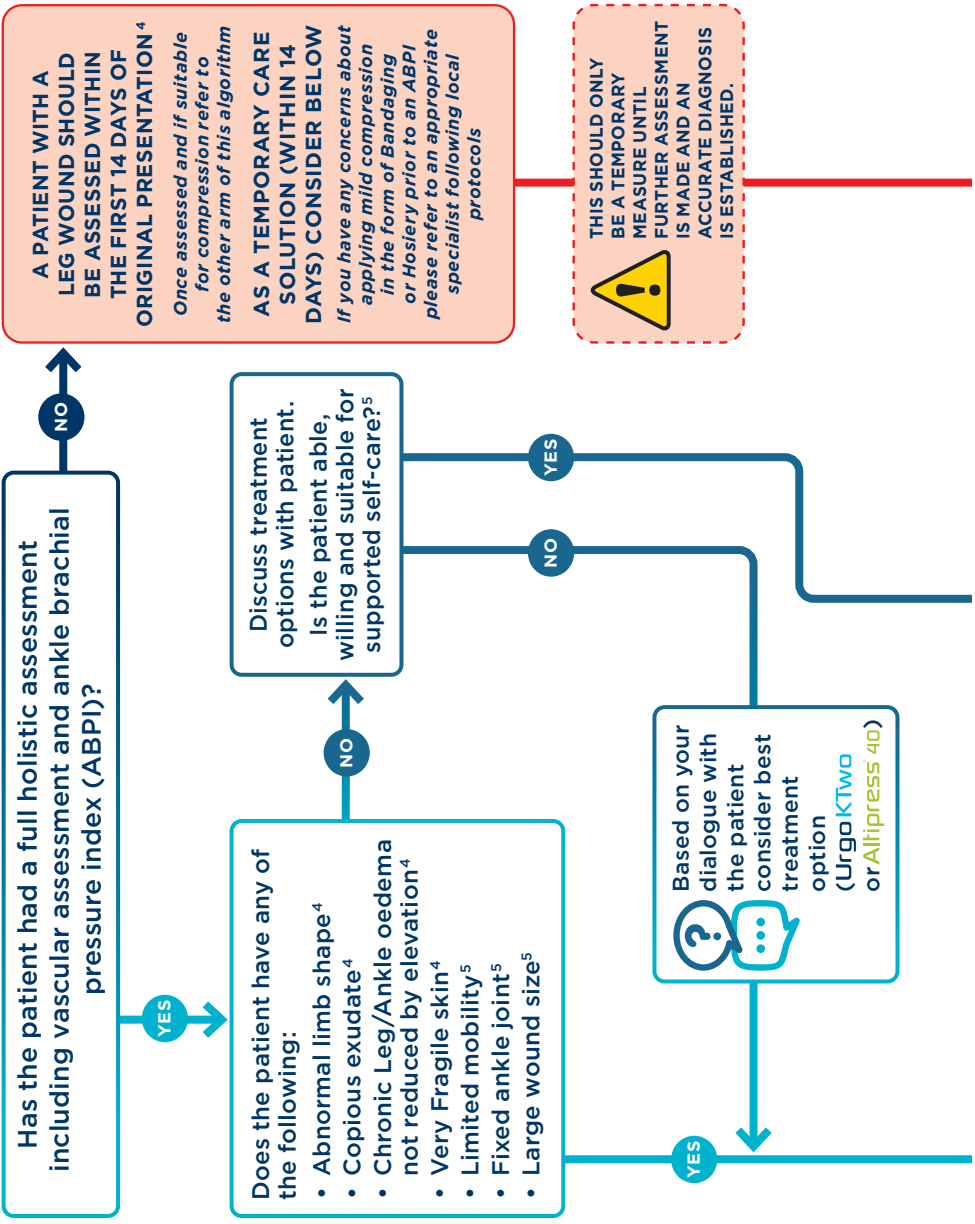 Has the patient had a full holistic assessment
including vascular assessment and ankle brachial
pressure index (ABPI)?
NO
YES
A PATIENT WITH A
LEG WOUND SHOULD
BE ASSESSED WITHIN
THE FIRST 14 DAYS OF
ORIGINAL PRESENTATION⁴
Once assessed and if suitable
for compression refer to
the other arm of this algorithm
AS A TEMPORARY CARE
SOLUTION (WITHIN 14
DAYS) CONSIDER BELOW
If you have any concerns about
applying mild compression
in the form of Bandaging
or Hosiery prior to an ABPI
please refer to an appropriate
specialist following local
protocols
Does the patient have any of
the following:
• Abnormal limb shape⁴
• Copious exudate⁴
• Chronic Leg/Ankle oedema
not reduced by elevation⁴
• Very Fragile skin⁴
• Limited mobility⁵
• Fixed ankle joint⁵
• Large wound size⁵
NO
Discuss treatment
options with patient.
Is the patient able,
willing and suitable for
supported self-care?⁵
NO
YES
THIS SHOULD ONLY
BE A TEMPORARY
MEASURE UNTIL
FURTHER ASSESSMENT
IS MADE AND AN
ACCURATE DIAGNOSIS
IS ESTABLISHED.
Based on your
dialogue with
the patient
consider best
treatment
option
(Urgo KTwo
or Altipress 40)
YES